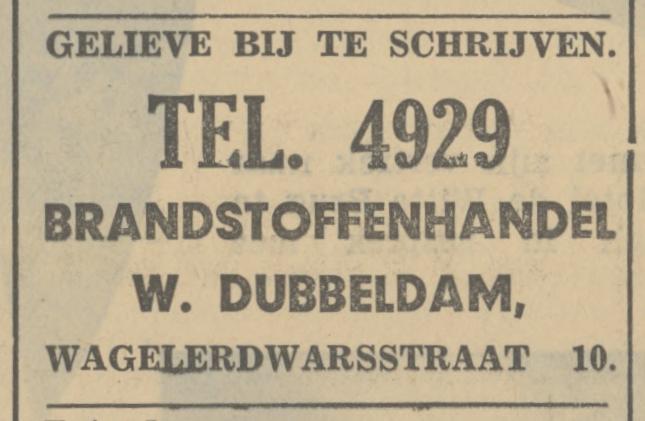 GELIEVE BIJ TE SCHRIJVEN.
TEL. 4929
BRANDSTOFFENHANDEL
W. DUBBELDAM,
WAGELERDWARSSTRAAT 10.